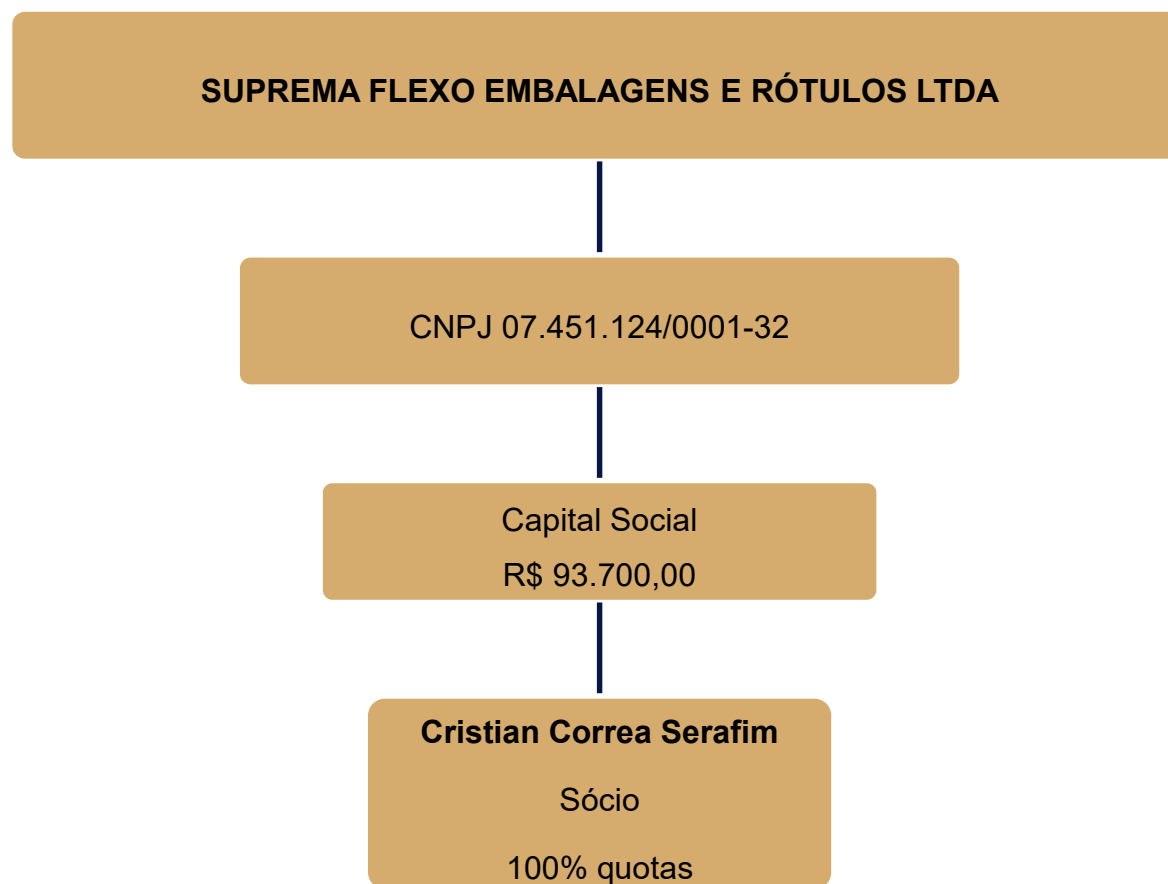 SUPREMA FLEXO EMBALAGENS E RÓTULOS LTDA
CNPJ 07.451.124/0001-32
Capital Social
R$ 93.700,00
Cristian Correa Serafim
Sócio
100% quotas